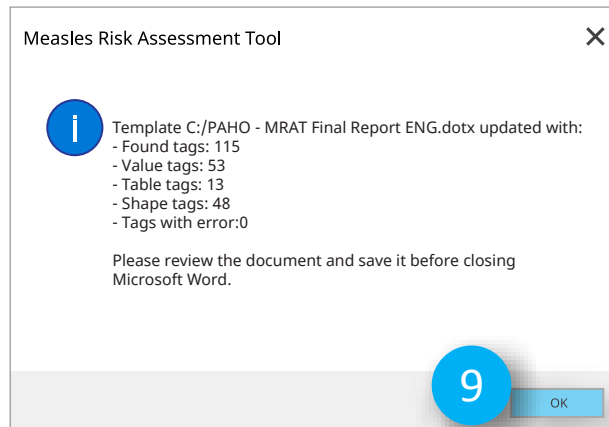 Measles Risk Assessment Tool
Template C:/PAHO - MRAT Final Report ENG.dotx updated with:
- Found tags: 115
- Value tags: 53
- Table tags: 13
- Shape tags: 48
- Tags with error:0
Please review the document and save it before closing
Microsoft Word.
9
OK